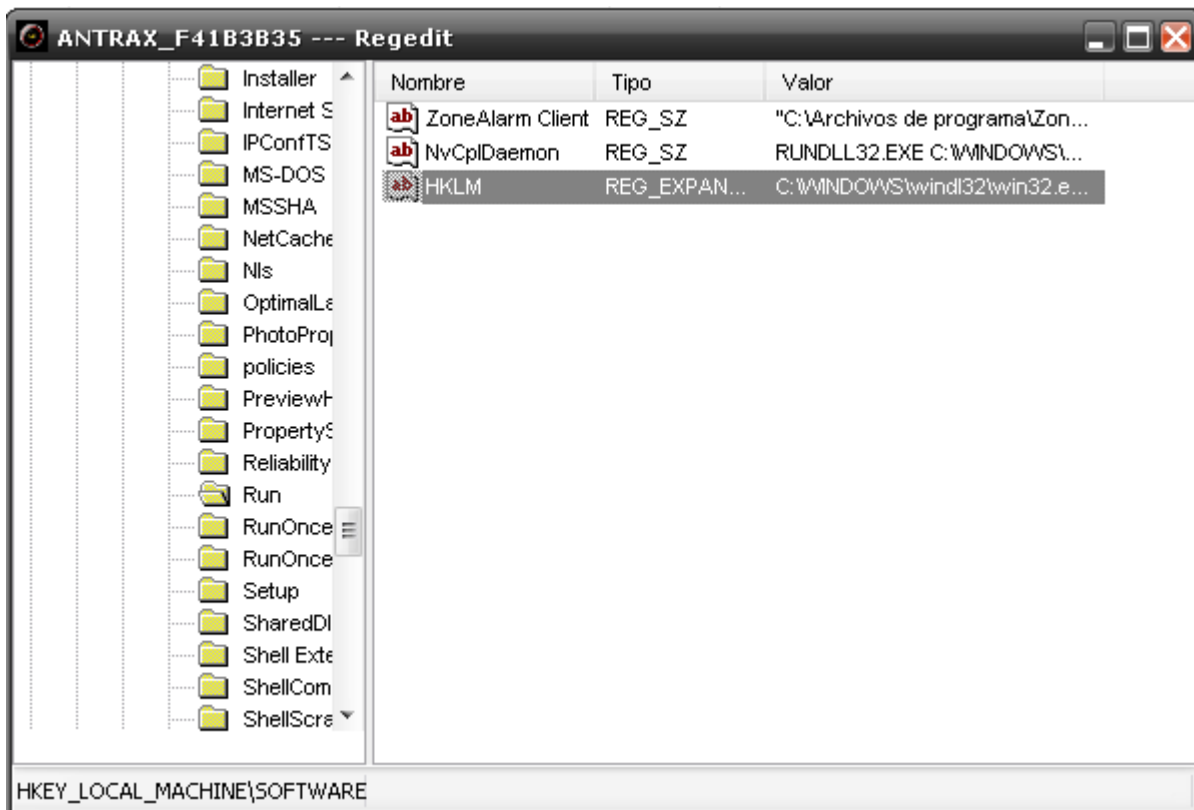 ANTRAX_F41B3B35 --- Regedit
Installer
Internet S
IPConfTS
MS-DOS
MSSHA
NetCache
Nls
OptimalLa
PhotoProp
policies
PreviewH
PropertyS
Reliability
Run
RunOnce
RunOnce
Setup
SharedDl
Shell Exte
ShellCom
ShellScra
Nombre Tipo Valor
ZoneAlarm Client REG_SZ "C:\Archivos de programa\Zon...
NvCplDaemon REG_SZ RUNDLL32.EXE C:\WINDOWS\...
HKLM REG_EXPAN... C:\WINDOWS\windl32\win32.e...
HKEY_LOCAL_MACHINE\SOFTWARE